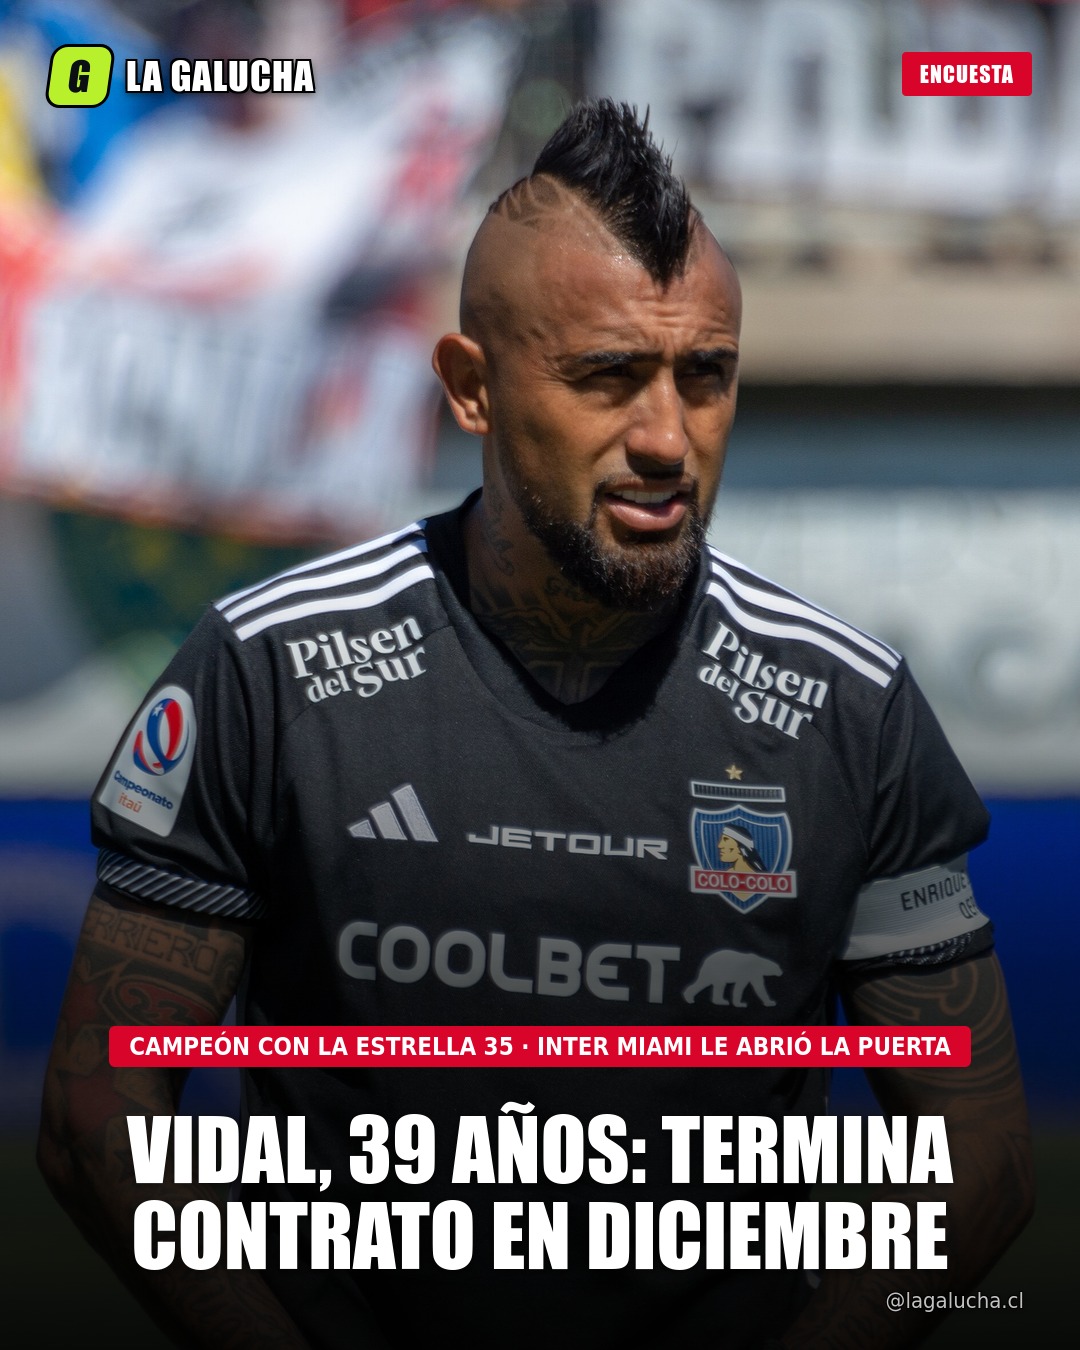 G LA GALUCHA
ENCUESTA
Pilsen
del Sur
Pilsen
del Sur
Campeonato
itaú
JETOUR
COLO-COLO
ENRIQUE
COOLBET
CAMPEÓN CON LA ESTRELLA 35 · INTER MIAMI LE ABRIÓ LA PUERTA
VIDAL, 39 AÑOS: TERMINA
CONTRATO EN DICIEMBRE
@lagalucha.cl